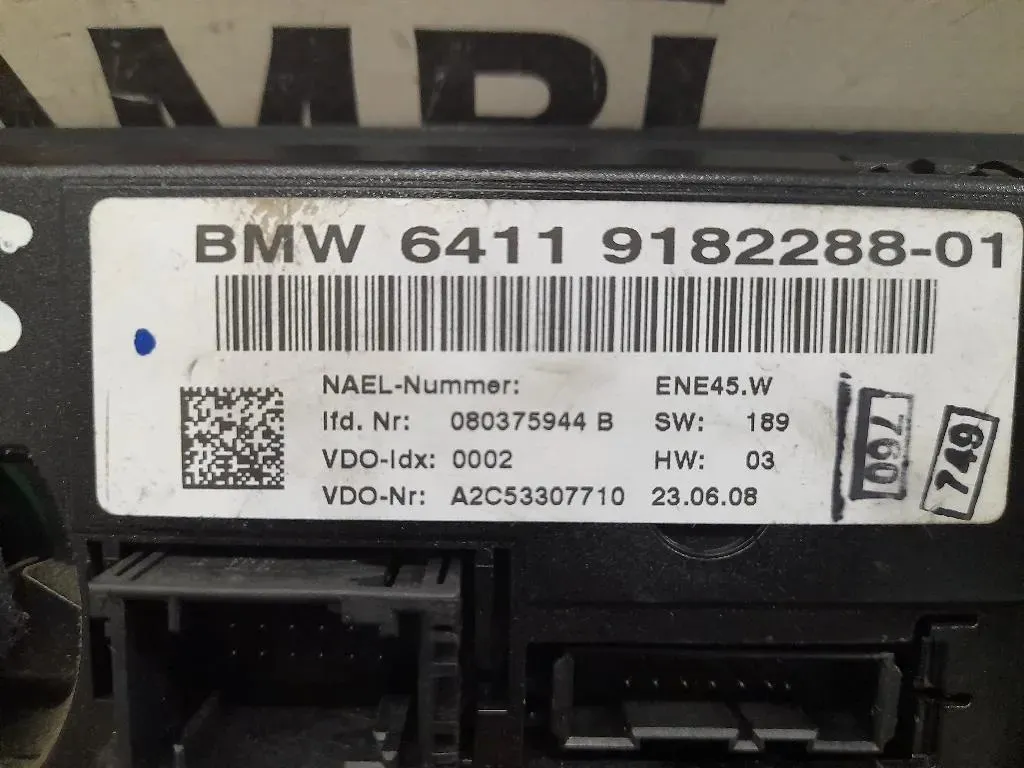 BMW 6411 9182288-01
NAEL-Nummer: ENE45.W
lfd. Nr: 080375944 B SW: 189
VDO-Idx: 0002 HW: 03
VDO-Nr: A2C53307710 23.06.08
760
749